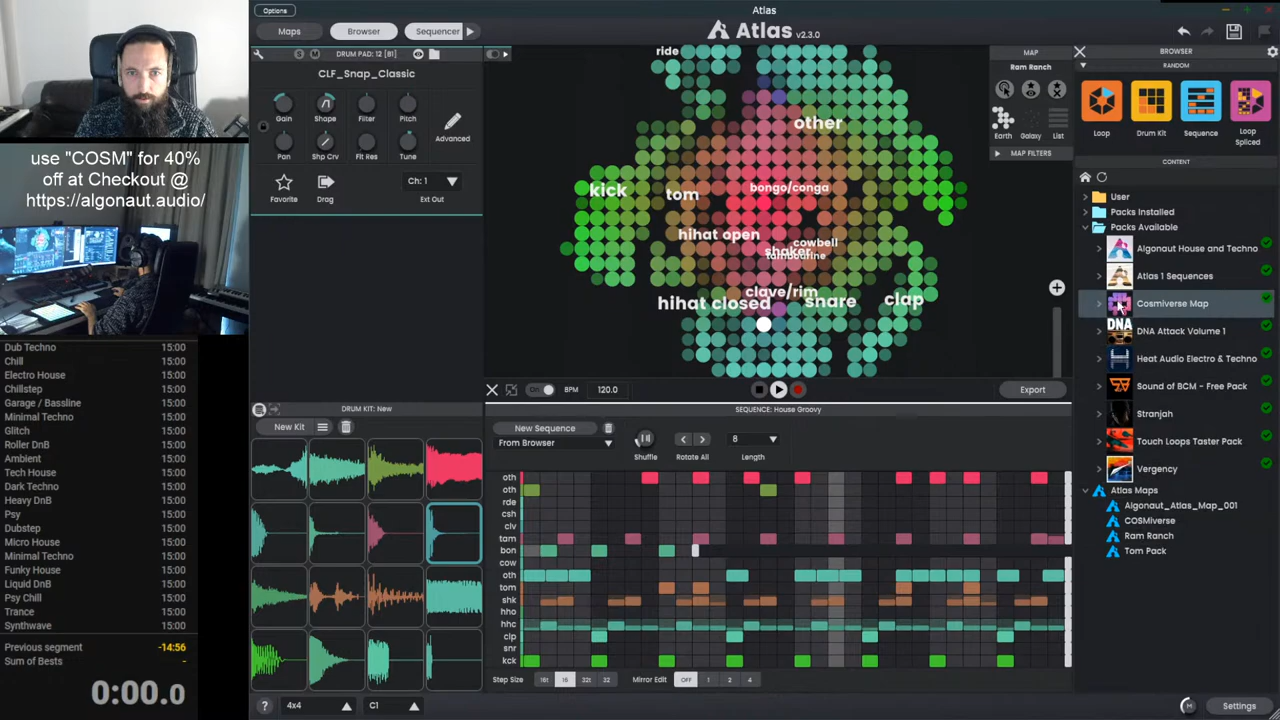 Options
Atlas
Maps
Browser
Sequencer
Atlas v2.3.0
S M DRUM PAD: 12 [B1]
CLF_Snap_Classic
Gain
Shape
Filter
Pitch
Pan
Shp Crv
Flt Res
Tune
Advanced
Favorite
Drag
Ch: 1
Ext Out
use "COSM" for 40%
off at Checkout @
https://algonaut.audio/
Dub Techno 15:00
Chill 15:00
Electro House 15:00
Chillstep 15:00
Garage / Bassline 15:00
Minimal Techno 15:00
Glitch 15:00
Roller DnB 15:00
Ambient 15:00
Tech House 15:00
Dark Techno 15:00
Heavy DnB 15:00
Psy 15:00
Dubstep 15:00
Micro House 15:00
Minimal Techno 15:00
Funky House 15:00
Liquid DnB 15:00
Psy Chill 15:00
Trance 15:00
Synthwave 15:00
Previous segment -14:56
Sum of Bests -
0:00.0
ride
other
kick
tom
bongo/conga
hihat open
cowbell
shaker
tambourine
clave/rim
hihat closed
snare
clap
MAP
Ram Ranch
Earth
Galaxy
List
MAP FILTERS
On
BPM
120.0
Export
DRUM KIT: New
New Kit
SEQUENCE: House Groovy
New Sequence
From Browser
Shuffle
Rotate All
8
Length
oth
oth
rde
csh
clv
tam
bon
cow
oth
tom
shk
hho
hhc
clp
snr
kck
Step Size
16t
16
32t
32
Mirror Edit
OFF
1
2
4
?
4x4
C1
BROWSER
RANDOM
Loop
Drum Kit
Sequence
Loop
Spliced
CONTENT
User
Packs Installed
Packs Available
Algonaut House and Techno
Atlas 1 Sequences
Cosmiverse Map
DNA
DNA Attack Volume 1
Heat Audio Electro & Techno
Sound of BCM - Free Pack
Stranjah
Touch Loops Taster Pack
Vergency
Atlas Maps
Algonaut_Atlas_Map_001
COSMIverse
Ram Ranch
Tom Pack
Settings